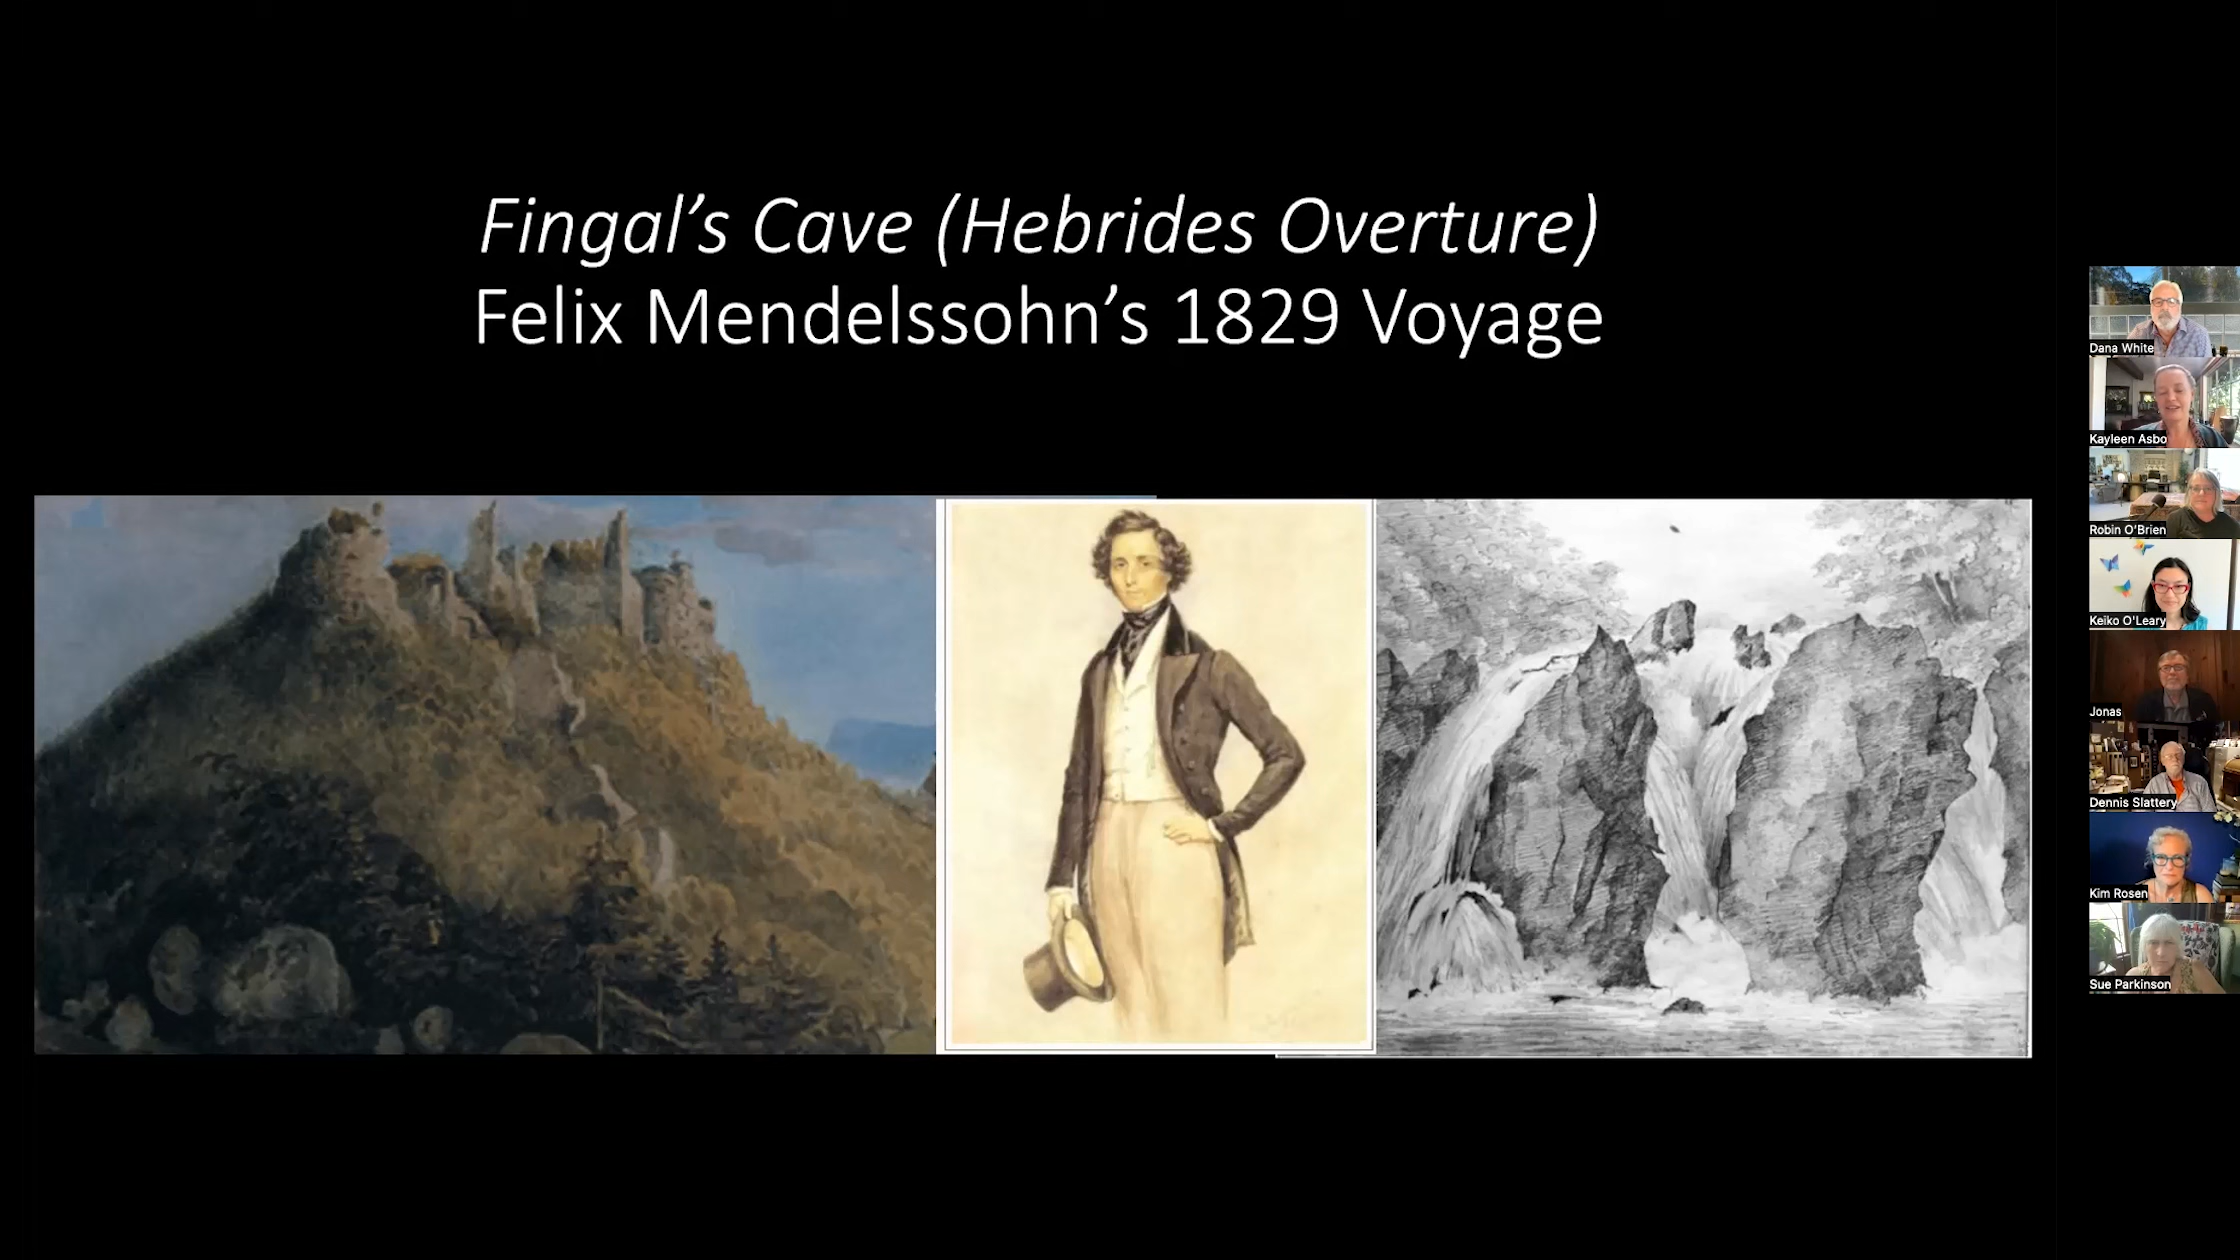 Fingal’s Cave (Hebrides Overture)
Felix Mendelssohn’s 1829 Voyage
Dana White
Kayleen Asbo
Robin O’Brien
Keiko O'Leary
Jonas
Dennis Slattery
Kim Rosen
Sue Parkinson